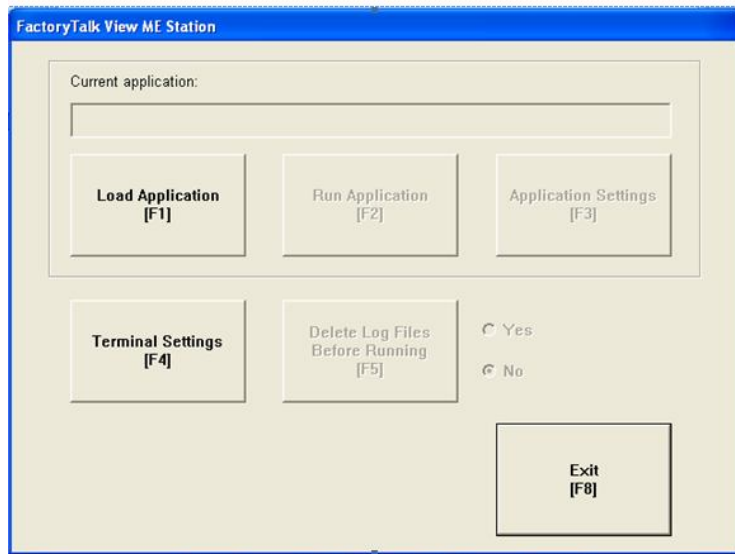 FactoryTalk View ME Station
Current application:
Load Application
[F1]
Run Application
[F2]
Application Settings
[F3]
Terminal Settings
[F4]
Delete Log Files
Before Running
[F5]
Yes
No
Exit
[F8]